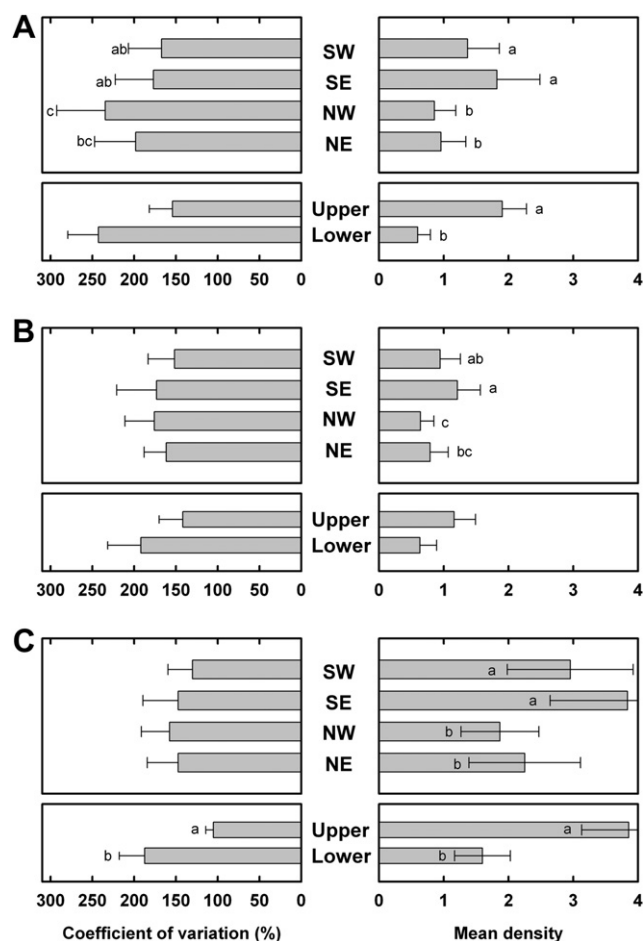 A
ab SW a
ab SE a
c NW b
bc NE b
Upper a
Lower b
300 250 200 150 100 50 0 0 1 2 3 4
B
SW ab
SE a
NW c
NE bc
Upper
Lower
300 250 200 150 100 50 0 0 1 2 3 4
C
SW a
SE a
NW b
NE b
a Upper a
b Lower b
300 250 200 150 100 50 0 0 1 2 3 4
Coefficient of variation (%) Mean density